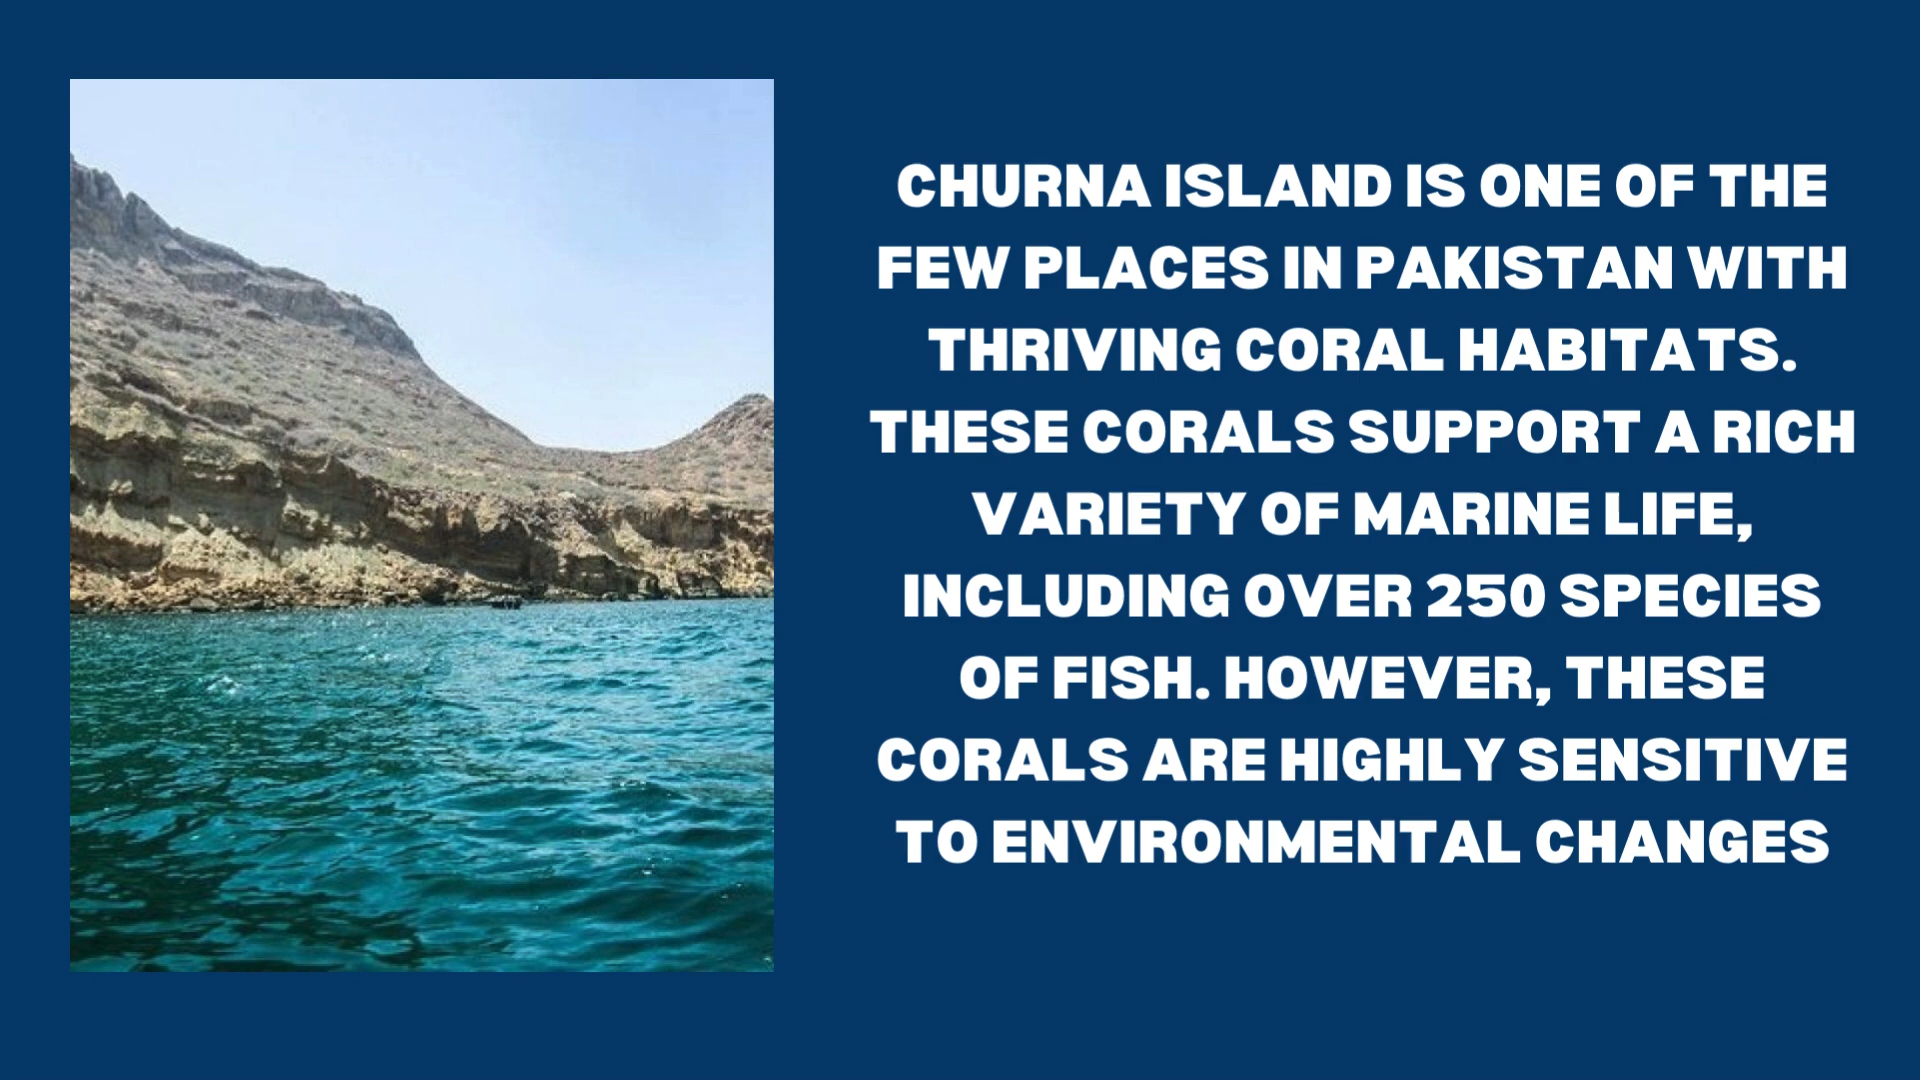 CHURNA ISLAND IS ONE OF THE
FEW PLACES IN PAKISTAN WITH
THRIVING CORAL HABITATS.
THESE CORALS SUPPORT A RICH
VARIETY OF MARINE LIFE,
INCLUDING OVER 250 SPECIES
OF FISH. HOWEVER, THESE
CORALS ARE HIGHLY SENSITIVE
TO ENVIRONMENTAL CHANGES